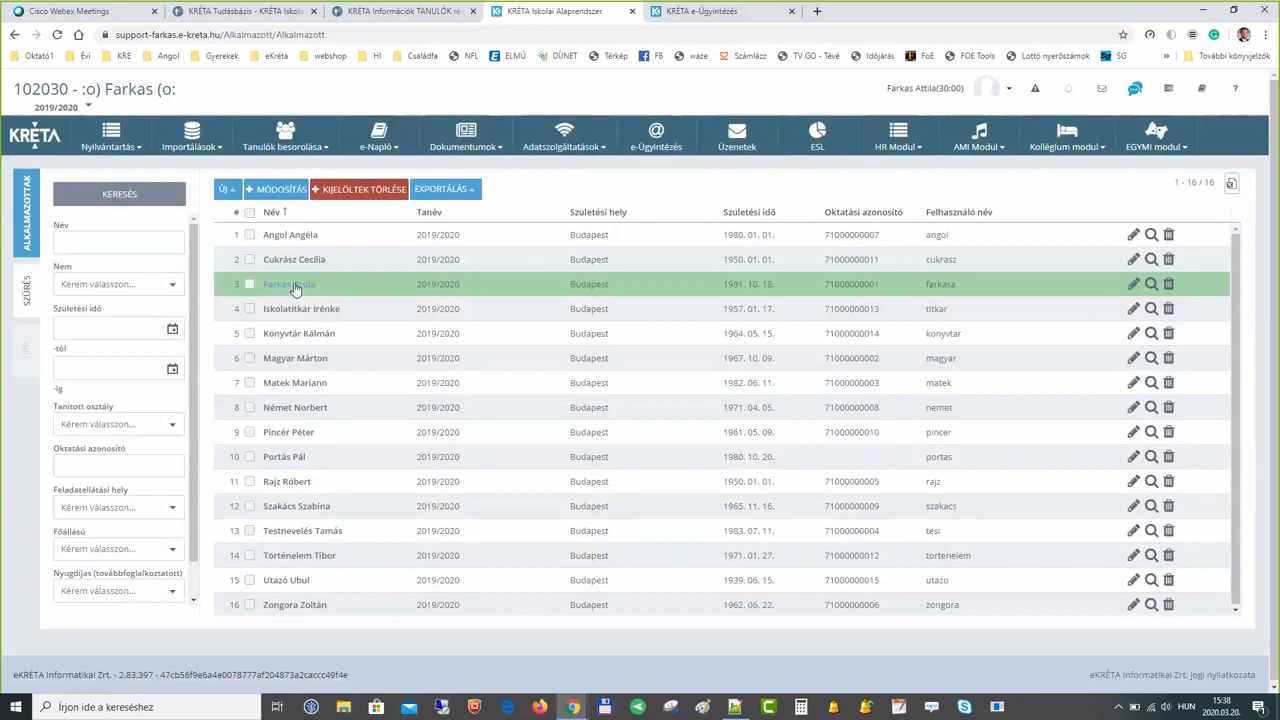 Cisco Webex Meetings
KRÉTA Tudásbázis - KRÉTA Iskola
KRÉTA Információk TANULÓK rés
KRÉTA Iskolai Alaprendszer
KRÉTA e-Ügyintézés
support-farkas.e-kreta.hu/Alkalmazott/Alkalmazott
Oktató1 Évi KRE Angol Gyerekek eKréta webshop HI Családfa NFL ELMÚ DÜNET Térkép FB waze Számlázz TV GO - Tévé Időjárás FoE FOE Tools Lottó nyerőszámok SG » További könyvjelzők
102030 - :o) Farkas (o:
2019/2020
Farkas Attila(30:00)
KRÉTA Nyilvántartás Importálások Tanulók besorolása e-Napló Dokumentumok Adatszolgáltatások e-Ügyintézés Üzenetek ESL HR Modul AMI Modul Kollégium modul EGYMI modul
ALKALMAZOTTAK
SZŰRÉS
TIPP
KERESÉS
Név
Nem
Kérem válasszon...
Születési idő
-tól
-ig
Tanított osztály
Kérem válasszon...
Oktatási azonosító
Feladatellátási hely
Kérem válasszon...
Főállású
Kérem válasszon...
Nyugdíjas (továbbfoglalkoztatott)
Kérem válasszon...
ÚJ + MÓDOSÍTÁS + KIJELÖLTEK TÖRLÉSE EXPORTÁLÁS 1 - 16 / 16
# Név Tanév Születési hely Születési idő Oktatási azonosító Felhasználó név
1 Angol Angéla 2019/2020 Budapest 1980. 01. 01. 71000000007 angol
2 Cukrász Cecília 2019/2020 Budapest 1950. 01. 01. 71000000011 cukrasz
3 Farkas Attila 2019/2020 Budapest 1981. 10. 18. 71000000001 farkasa
4 Iskolatitkár Irénke 2019/2020 Budapest 1957. 01. 17. 71000000013 titkar
5 Könyvtár Kálmán 2019/2020 Budapest 1964. 05. 15. 71000000014 konyvtar
6 Magyar Márton 2019/2020 Budapest 1967. 10. 09. 71000000002 magyar
7 Matek Mariann 2019/2020 Budapest 1982. 06. 11. 71000000003 matek
8 Német Norbert 2019/2020 Budapest 1971. 04. 05. 71000000008 nemet
9 Pincér Péter 2019/2020 Budapest 1961. 05. 09. 71000000010 pincer
10 Portás Pál 2019/2020 Budapest 1980. 10. 20. portas
11 Rajz Róbert 2019/2020 Budapest 1950. 01. 01. 71000000005 rajz
12 Szakács Szabina 2019/2020 Budapest 1965. 11. 16. 71000000009 szakacs
13 Testnevelés Tamás 2019/2020 Budapest 1983. 07. 11. 71000000004 tesi
14 Történelem Tibor 2019/2020 Budapest 1971. 01. 27. 71000000012 tortenelem
15 Utazó Ubul 2019/2020 Budapest 1939. 06. 15. 71000000015 utazo
16 Zongora Zoltán 2019/2020 Budapest 1962. 06. 22. 71000000006 zongora
eKRÉTA Informatikai Zrt. - 2.83.397 - 47cb56f9e6a4e0078777af204873a2caccc49f4e
eKRÉTA Informatikai Zrt. jogi nyilatkozata
Írjon ide a kereséshez
HUN
15:38
2020.03.20.